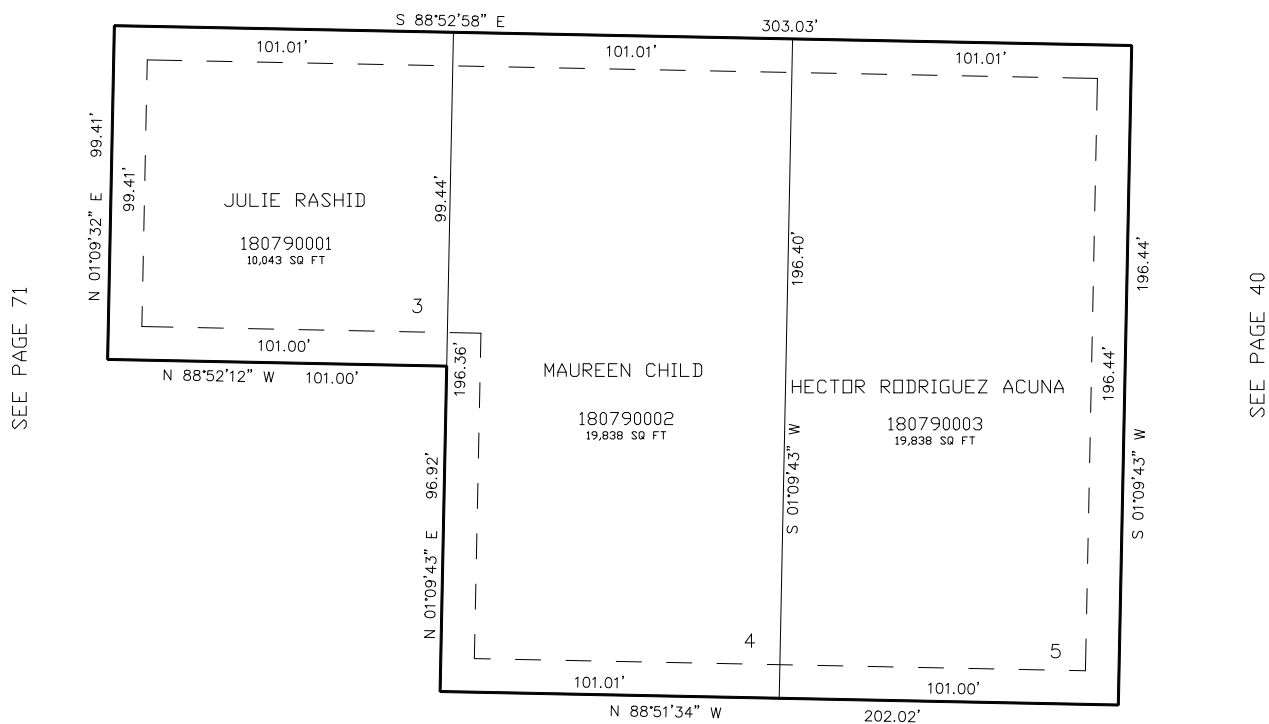 S 88°52'58" E
303.03'
101.01'
101.01'
101.01'
N 01°09'32" E 99.41'
99.41'
99.44'
JULIE RASHID
180790001
10,043 SQ FT
3
101.00'
N 88°52'12" W 101.00'
196.40'
S 01°09'43" W
196.44'
S 01°09'43" W
196.44'
196.36'
MAUREEN CHILD
180790002
19,838 SQ FT
HECTOR RODRIGUEZ ACUNA
180790003
19,838 SQ FT
N 01°09'43" E 96.92'
4
5
101.01'
101.00'
N 88°51'34" W
202.02'
SEE PAGE 71
SEE PAGE 40